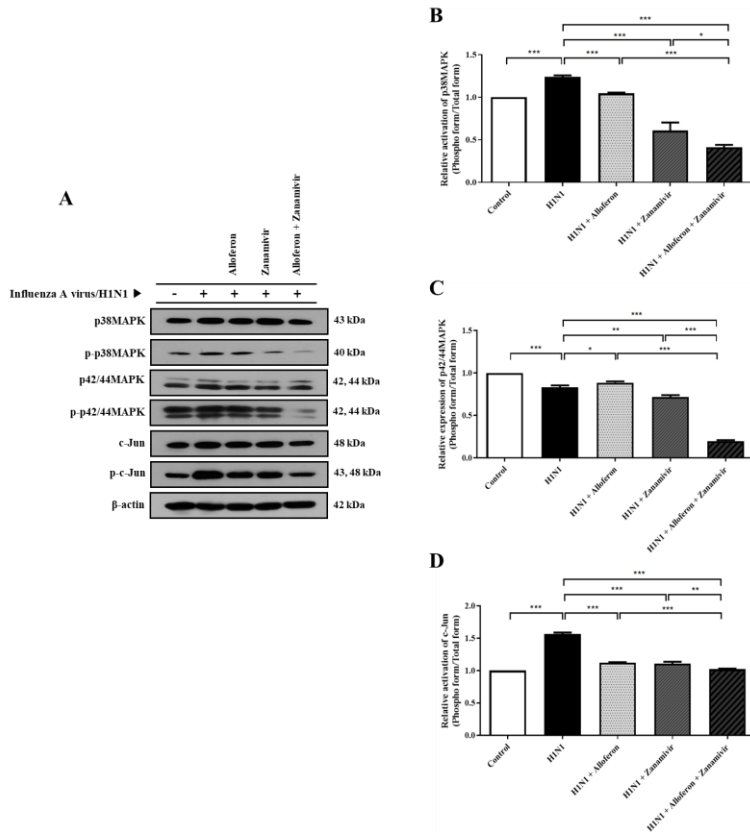 A
Alloferon
Zanamivir
Alloferon + Zanamivir
Influenza A virus/H1N1 ▶ - + + + +
p38MAPK 43 kDa
p-p38MAPK 40 kDa
p42/44MAPK 42, 44 kDa
p-p42/44MAPK 42, 44 kDa
c-Jun 48 kDa
p-c-Jun 43, 48 kDa
β-actin 42 kDa
B
***
*** *
*** *** ***
Relative activation of p38MAPK
(Phospho form/Total form)
1.5
1.0
0.5
0.0
Control
H1N1
H1N1 + Alloferon
H1N1 + Zanamivir
H1N1 + Alloferon + Zanamivir
C
***
** ***
*** * ***
Relative expression of p42/44MAPK
(Phospho form/Total form)
1.5
1.0
0.5
0.0
Control
H1N1
H1N1 + Alloferon
H1N1 + Zanamivir
H1N1 + Alloferon + Zanamivir
D
***
*** **
*** *** ***
Relative activation of c-Jun
(Phospho form/Total form)
2.0
1.5
1.0
0.5
0.0
Control
H1N1
H1N1 + Alloferon
H1N1 + Zanamivir
H1N1 + Alloferon + Zanamivir